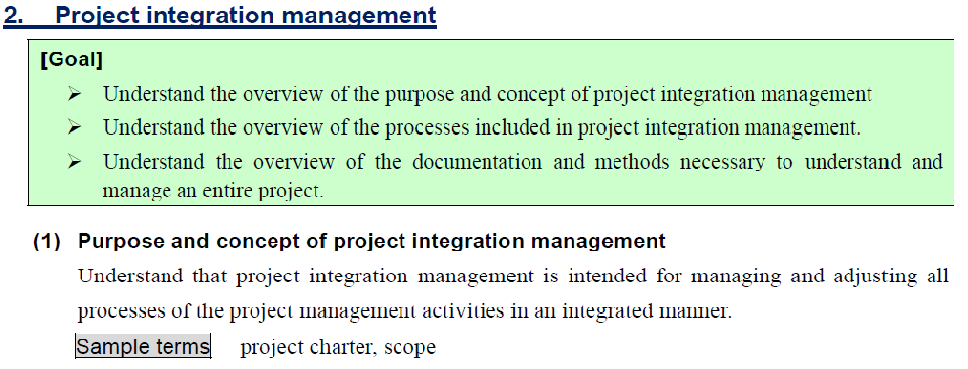 2. Project integration management
[Goal]
➢ Understand the overview of the purpose and concept of project integration management
➢ Understand the overview of the processes included in project integration management.
➢ Understand the overview of the documentation and methods necessary to understand and
manage an entire project.
(1) Purpose and concept of project integration management
Understand that project integration management is intended for managing and adjusting all
processes of the project management activities in an integrated manner.
Sample terms project charter, scope